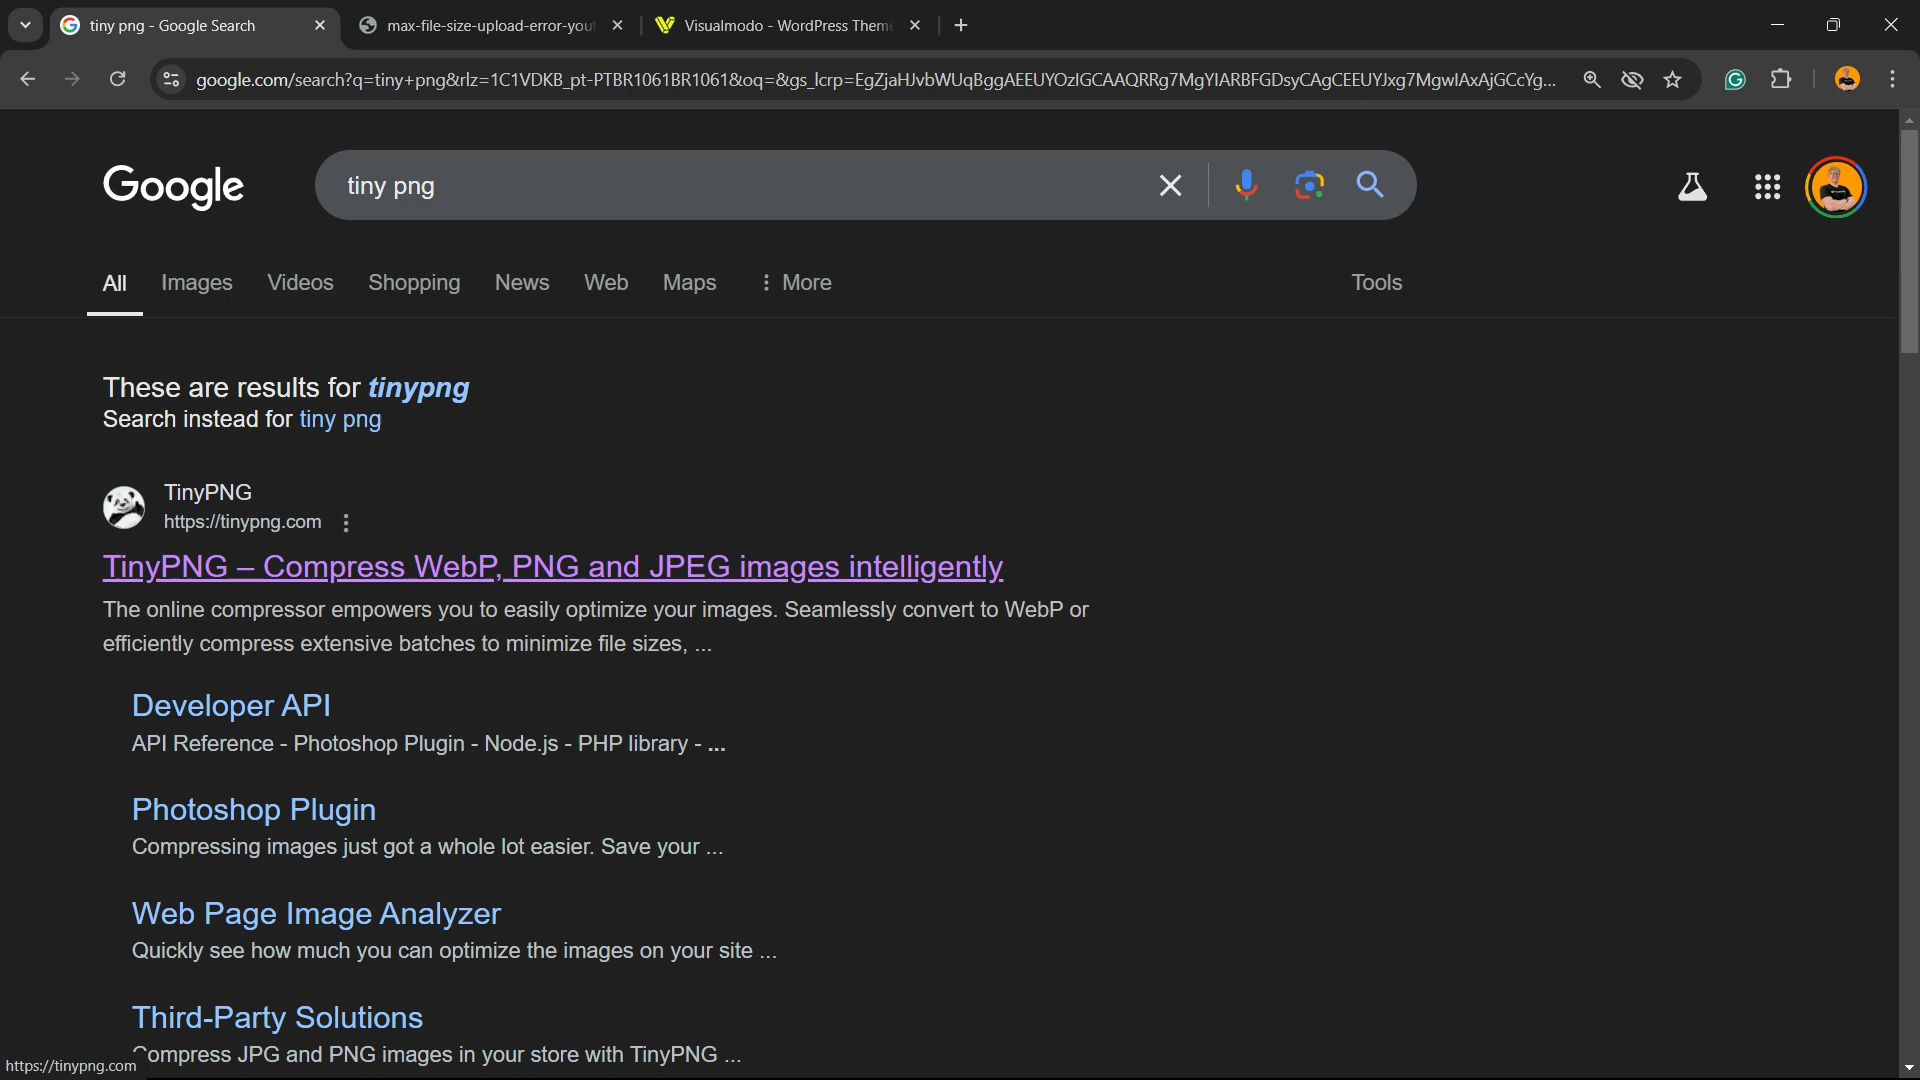 tiny png - Google Search
max-file-size-upload-error-you
Visualmodo - WordPress Them
google.com/search?q=tiny+png&rlz=1C1VDKB_pt-PTBR1061BR1061&oq=&gs_lcrp=EgZjaHJvbWUqBggAEEUYOzIGCAAQRRg7MgYIARBFGDsyCAgCEEUYJxg7MgwIAxAjGCcYg...
Google
tiny png
All Images Videos Shopping News Web Maps More Tools
These are results for tinypng
Search instead for tiny png
TinyPNG
https://tinypng.com
TinyPNG – Compress WebP, PNG and JPEG images intelligently
The online compressor empowers you to easily optimize your images. Seamlessly convert to WebP or
efficiently compress extensive batches to minimize file sizes, ...
Developer API
API Reference - Photoshop Plugin - Node.js - PHP library - ...
Photoshop Plugin
Compressing images just got a whole lot easier. Save your ...
Web Page Image Analyzer
Quickly see how much you can optimize the images on your site ...
Third-Party Solutions
Compress JPG and PNG images in your store with TinyPNG ...
https://tinypng.com